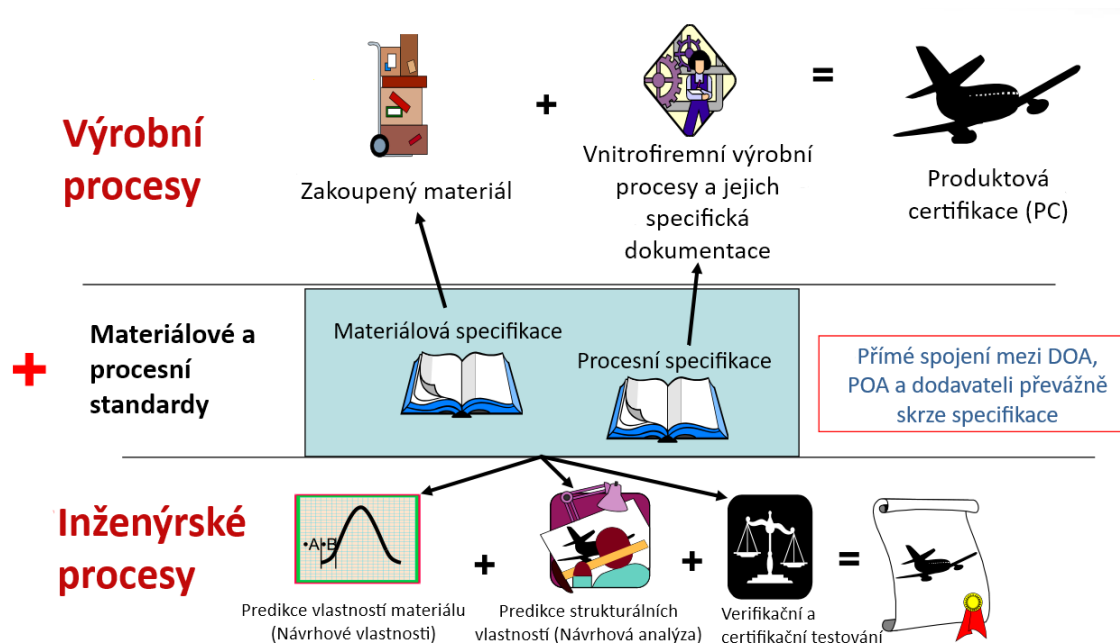 Výrobní
procesy
+
=
Zakoupený materiál
Vnitrofiremní výrobní
procesy a jejich
specifická
dokumentace
Produktová
certifikace (PC)
+
Materiálové a
procesní
standardy
Materiálová specifikace
Procesní specifikace
Přímé spojení mezi DOA,
POA a dodavateli převážně
skrze specifikace
Inženýrské
procesy
•A•B
+
+
=
Predikce vlastností materiálu
(Návrhové vlastnosti)
Predikce strukturálních
vlastností (Návrhová analýza)
Verifikační a
certifikační testování